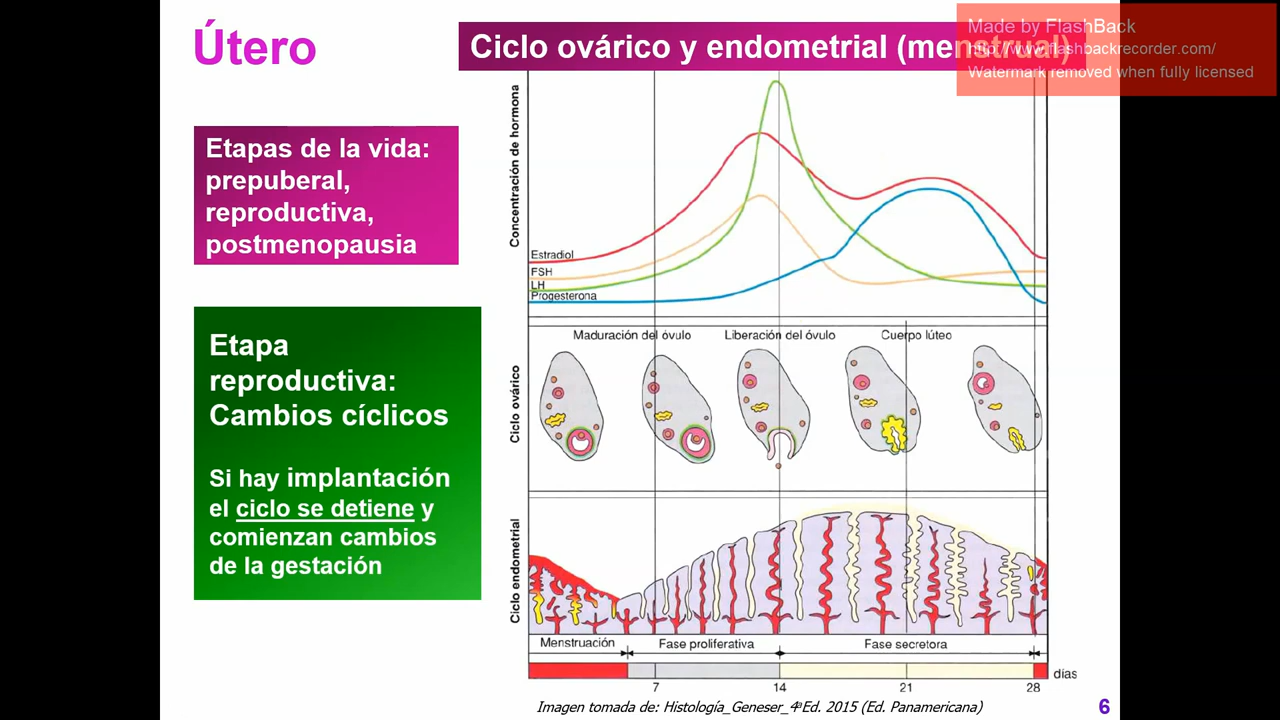 Útero
Ciclo ovárico y endometrial (menstrual)
Made by FlashBack
http://www.flashbackrecorder.com/
Watermark removed when fully licensed
Etapas de la vida:
prepuberal,
reproductiva,
postmenopausia
Etapa
reproductiva:
Cambios cíclicos
Si hay implantación
el ciclo se detiene y
comienzan cambios
de la gestación
Concentración de hormona
Estradiol
FSH
LH
Progesterona
Ciclo ovárico
Maduración del óvulo
Liberación del óvulo
Cuerpo lúteo
Ciclo endometrial
Menstruación
Fase proliferativa
Fase secretora
días
7
14
21
28
Imagen tomada de: Histología_Geneser_4ªEd. 2015 (Ed. Panamericana)
6